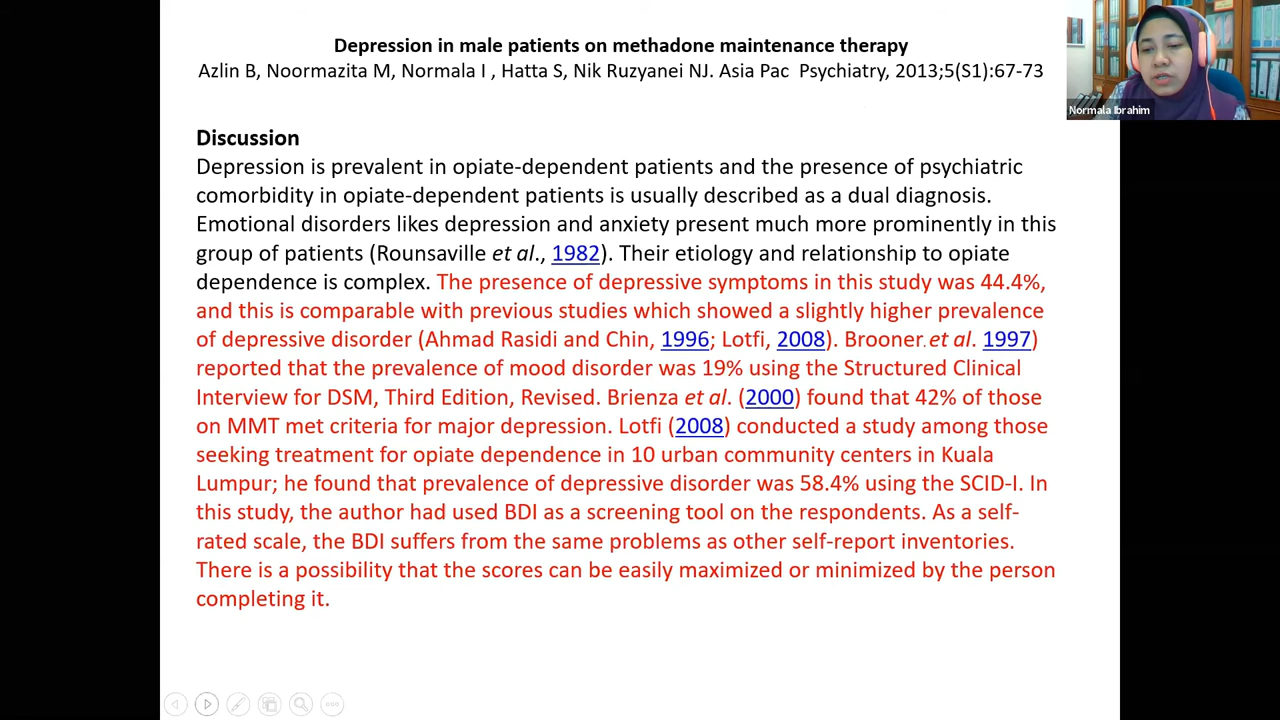 Depression in male patients on methadone maintenance therapy
Azlin B, Noormazita M, Normala I , Hatta S, Nik Ruzyanei NJ. Asia Pac Psychiatry, 2013;5(S1):67-73
Normala Ibrahim
Discussion
Depression is prevalent in opiate-dependent patients and the presence of psychiatric
comorbidity in opiate-dependent patients is usually described as a dual diagnosis.
Emotional disorders likes depression and anxiety present much more prominently in this
group of patients (Rounsaville et al., 1982). Their etiology and relationship to opiate
dependence is complex. The presence of depressive symptoms in this study was 44.4%,
and this is comparable with previous studies which showed a slightly higher prevalence
of depressive disorder (Ahmad Rasidi and Chin, 1996; Lotfi, 2008). Brooner et al. 1997)
reported that the prevalence of mood disorder was 19% using the Structured Clinical
Interview for DSM, Third Edition, Revised. Brienza et al. (2000) found that 42% of those
on MMT met criteria for major depression. Lotfi (2008) conducted a study among those
seeking treatment for opiate dependence in 10 urban community centers in Kuala
Lumpur; he found that prevalence of depressive disorder was 58.4% using the SCID-I. In
this study, the author had used BDI as a screening tool on the respondents. As a self-
rated scale, the BDI suffers from the same problems as other self-report inventories.
There is a possibility that the scores can be easily maximized or minimized by the person
completing it.